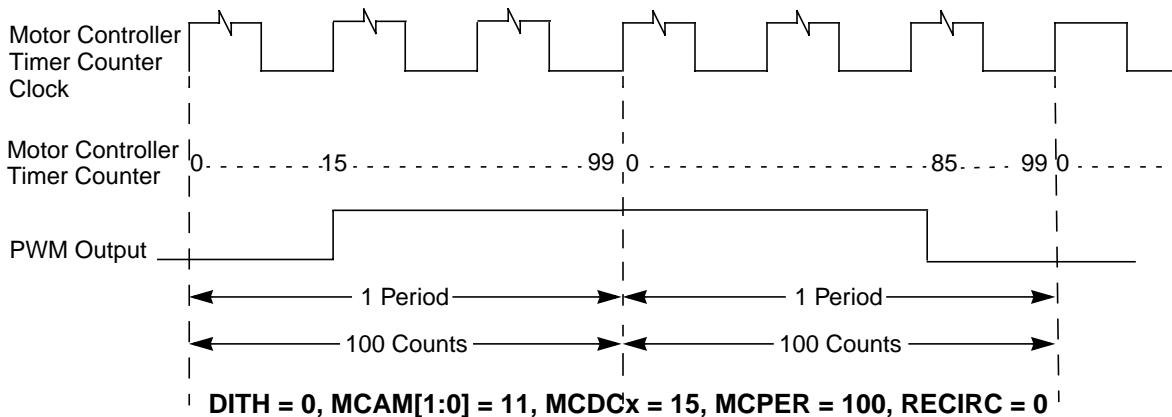 Motor Controller
Timer Counter
Clock
Motor Controller
Timer Counter
0 15 99 0 85 99 0
PWM Output
1 Period 1 Period
100 Counts 100 Counts
DITH = 0, MCAM[1:0] = 11, MCDCx = 15, MCPER = 100, RECIRC = 0